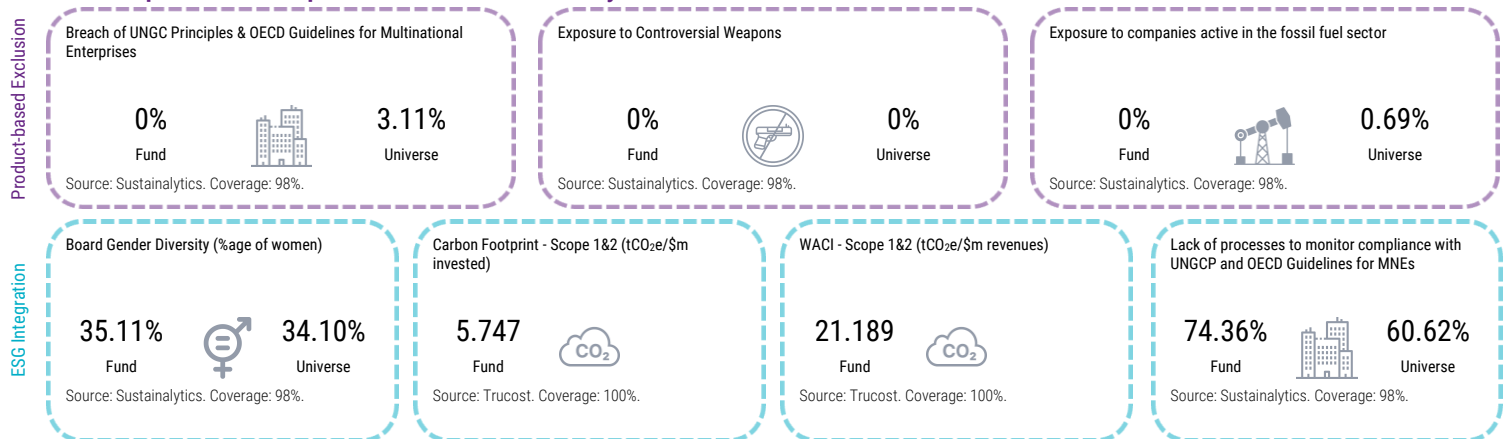 Product-based Exclusion
Breach of UNGC Principles & OECD Guidelines for Multinational
Enterprises
0%
Fund
3.11%
Universe
Source: Sustainalytics. Coverage: 98%.
Exposure to Controversial Weapons
0%
Fund
0%
Universe
Source: Sustainalytics. Coverage: 98%.
Exposure to companies active in the fossil fuel sector
0%
Fund
0.69%
Universe
Source: Sustainalytics. Coverage: 98%.
ESG Integration
Board Gender Diversity (%age of women)
35.11%
Fund
34.10%
Universe
Source: Sustainalytics. Coverage: 98%.
Carbon Footprint - Scope 1&2 (tCO₂e/$m
invested)
5.747
Fund
CO₂
Source: Trucost. Coverage: 100%.
WACI - Scope 1&2 (tCO₂e/$m revenues)
21.189
Fund
CO₂
Source: Trucost. Coverage: 100%.
Lack of processes to monitor compliance with
UNGCP and OECD Guidelines for MNEs
74.36%
Fund
60.62%
Universe
Source: Sustainalytics. Coverage: 98%.